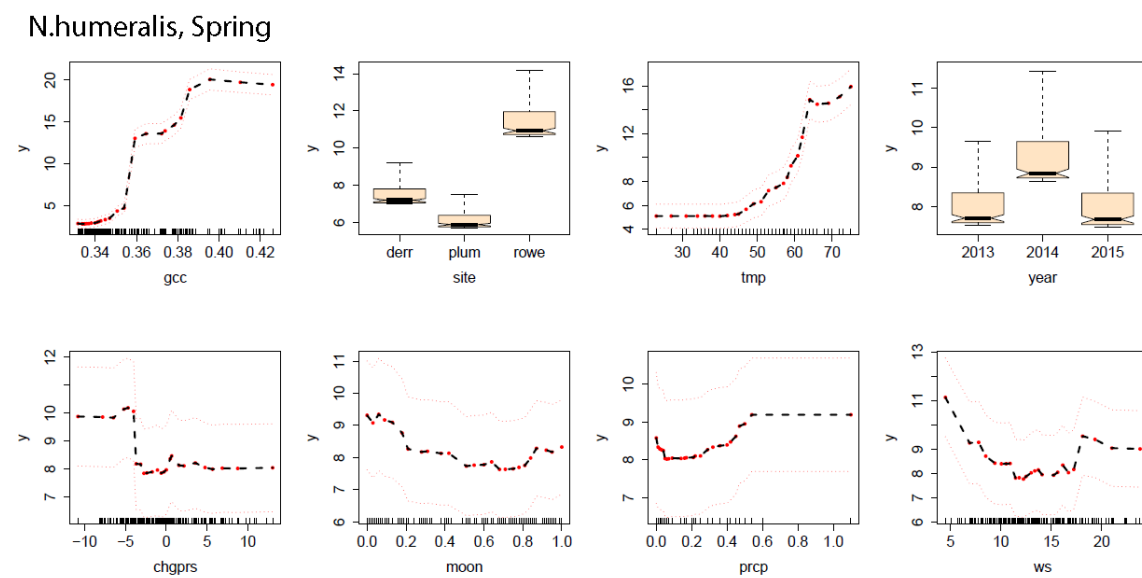 N.humeralis, Spring
y
5 10 15 20
0.34 0.36 0.38 0.40 0.42
gcc
y
6 8 10 12 14
derr plum rowe
site
y
4 6 8 12 16
30 40 50 60 70
tmp
y
8 9 10 11
2013 2014 2015
year
y
7 8 9 10 12
-10 -5 0 5 10
chgprs
y
6 7 8 9 10 11
0.0 0.2 0.4 0.6 0.8 1.0
moon
y
7 8 9 10
0.0 0.2 0.4 0.6 0.8 1.0
prcp
y
6 7 8 9 10 11 13
5 10 15 20
ws